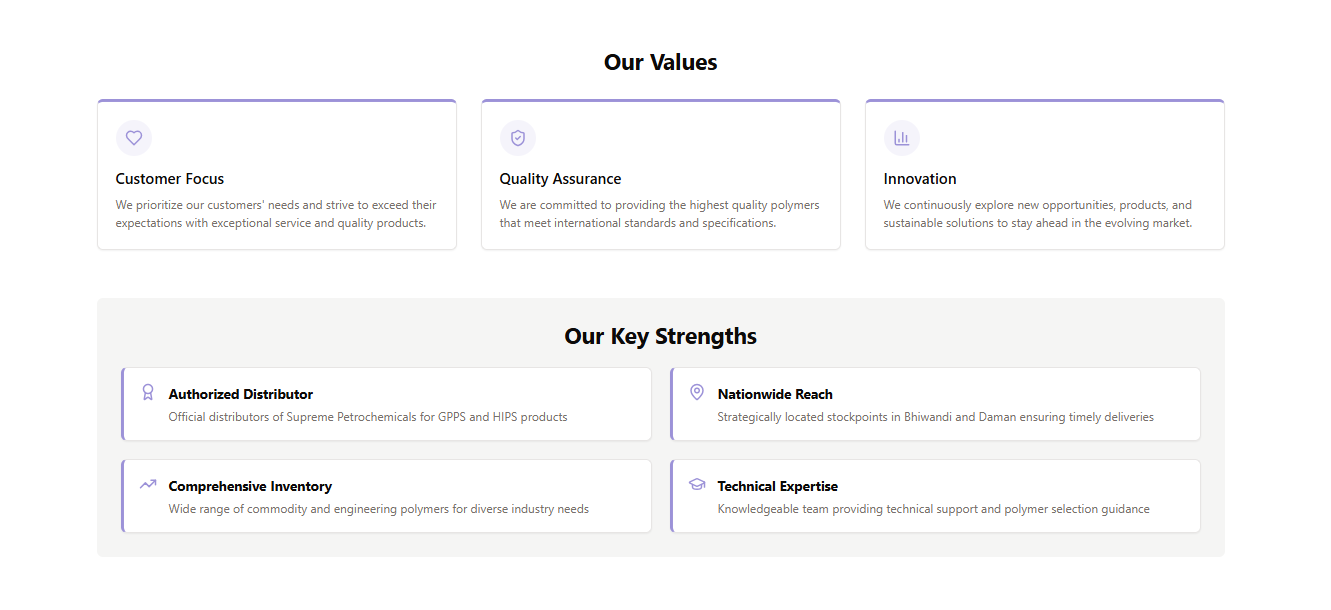 Our Values
Customer Focus
We prioritize our customers' needs and strive to exceed their
expectations with exceptional service and quality products.
Quality Assurance
We are committed to providing the highest quality polymers
that meet international standards and specifications.
Innovation
We continuously explore new opportunities, products, and
sustainable solutions to stay ahead in the evolving market.
Our Key Strengths
Authorized Distributor
Official distributors of Supreme Petrochemicals for GPPS and HIPS products
Nationwide Reach
Strategically located stockpoints in Bhiwandi and Daman ensuring timely deliveries
Comprehensive Inventory
Wide range of commodity and engineering polymers for diverse industry needs
Technical Expertise
Knowledgeable team providing technical support and polymer selection guidance